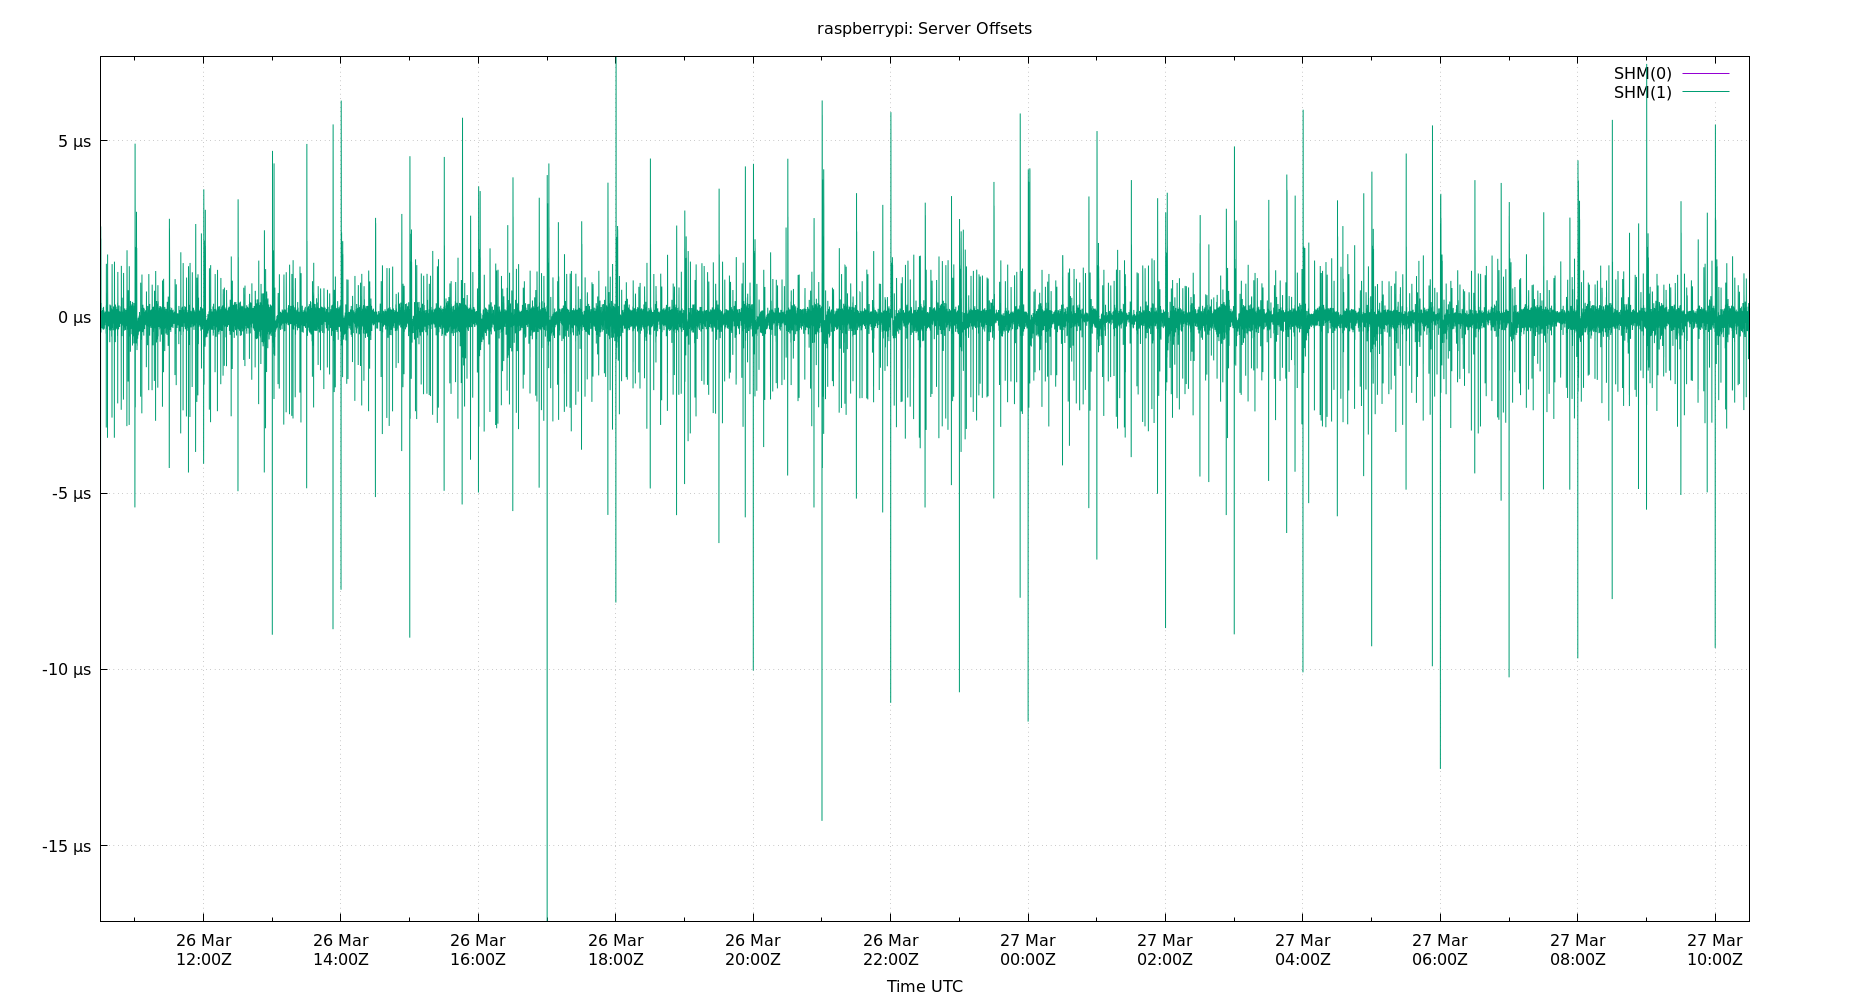 raspberrypi: Server Offsets
SHM(0)
SHM(1)
5 µs
0 µs
-5 µs
-10 µs
-15 µs
26 Mar 26 Mar 26 Mar 26 Mar 26 Mar 26 Mar 27 Mar 27 Mar 27 Mar 27 Mar 27 Mar 27 Mar
12:00Z 14:00Z 16:00Z 18:00Z 20:00Z 22:00Z 00:00Z 02:00Z 04:00Z 06:00Z 08:00Z 10:00Z
Time UTC